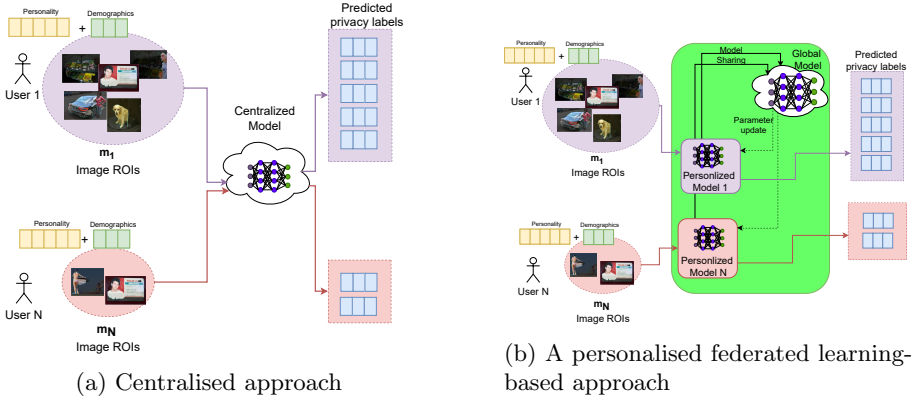 Personality
+
Demographics
User 1
m1
Image ROIs
Centralized
Model
Predicted
privacy labels
Personality
+
Demographics
User N
mN
Image ROIs
(a) Centralised approach
Personality
+
Demographics
User 1
m1
Image ROIs
Model
Sharing
Global
Model
Parameter
update
Personlized
Model 1
Predicted
privacy labels
Personality
+
Demographics
User N
mN
Image ROIs
Personlized
Model N
(b) A personalised federated learning-
based approach